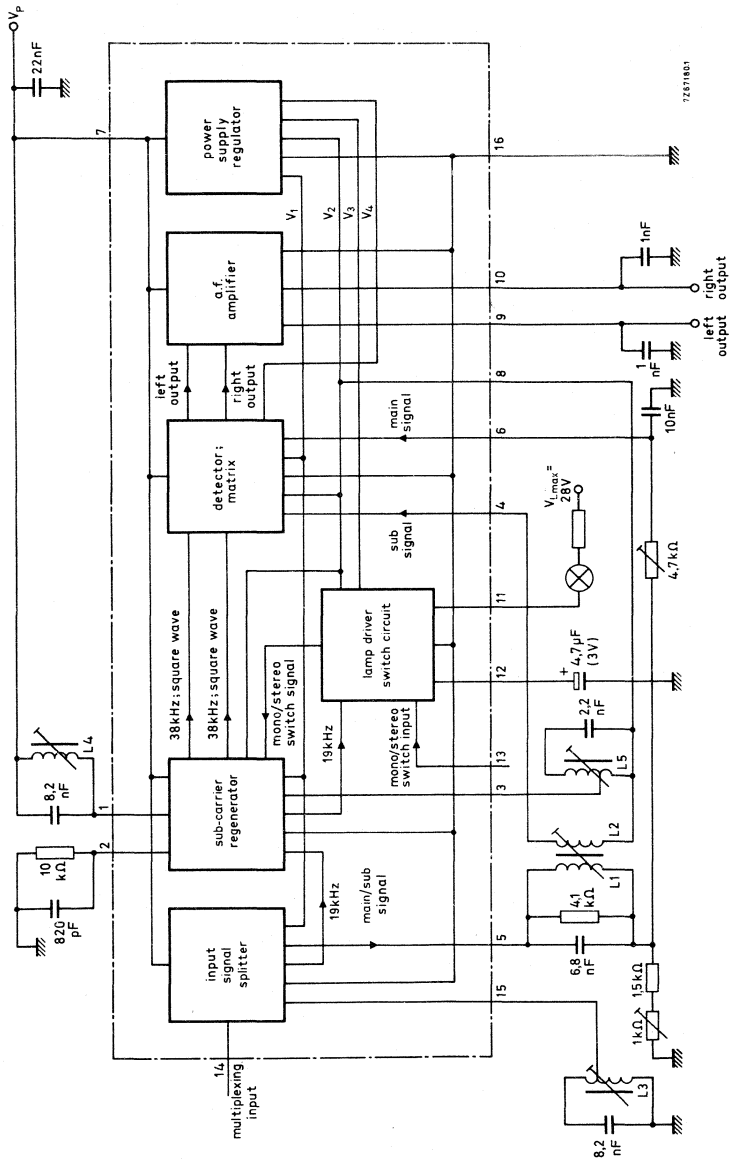 V_P
22nF
7
power
supply
regulator
16
V₁
V₂
V₃
V₄
a.f.
amplifier
10
1nF
right
output
9
left
output
1
nF
left
output
right
output
8
detector;
matrix
main
signal
6
10nF
sub
signal
4
V_Lmax=
28V
11
4,7kΩ
38kHz;square wave
38kHz;square wave
lamp driver
switch circuit
12
+
4,7μF
(3V)
mono/stereo
switch signal
19kHz
mono/stereo
switch input
13
2,2
nF
L5
3
L4
8,2
nF
1
sub-carrier
regenerator
2
10
kΩ
820
pF
19kHz
main/sub
signal
L2
L1
4,1
kΩ
6,8
nF
5
input
signal
splitter
15
1,5kΩ
1kΩ
14
multiplexing
input
L3
8,2
nF
7Z67180.1